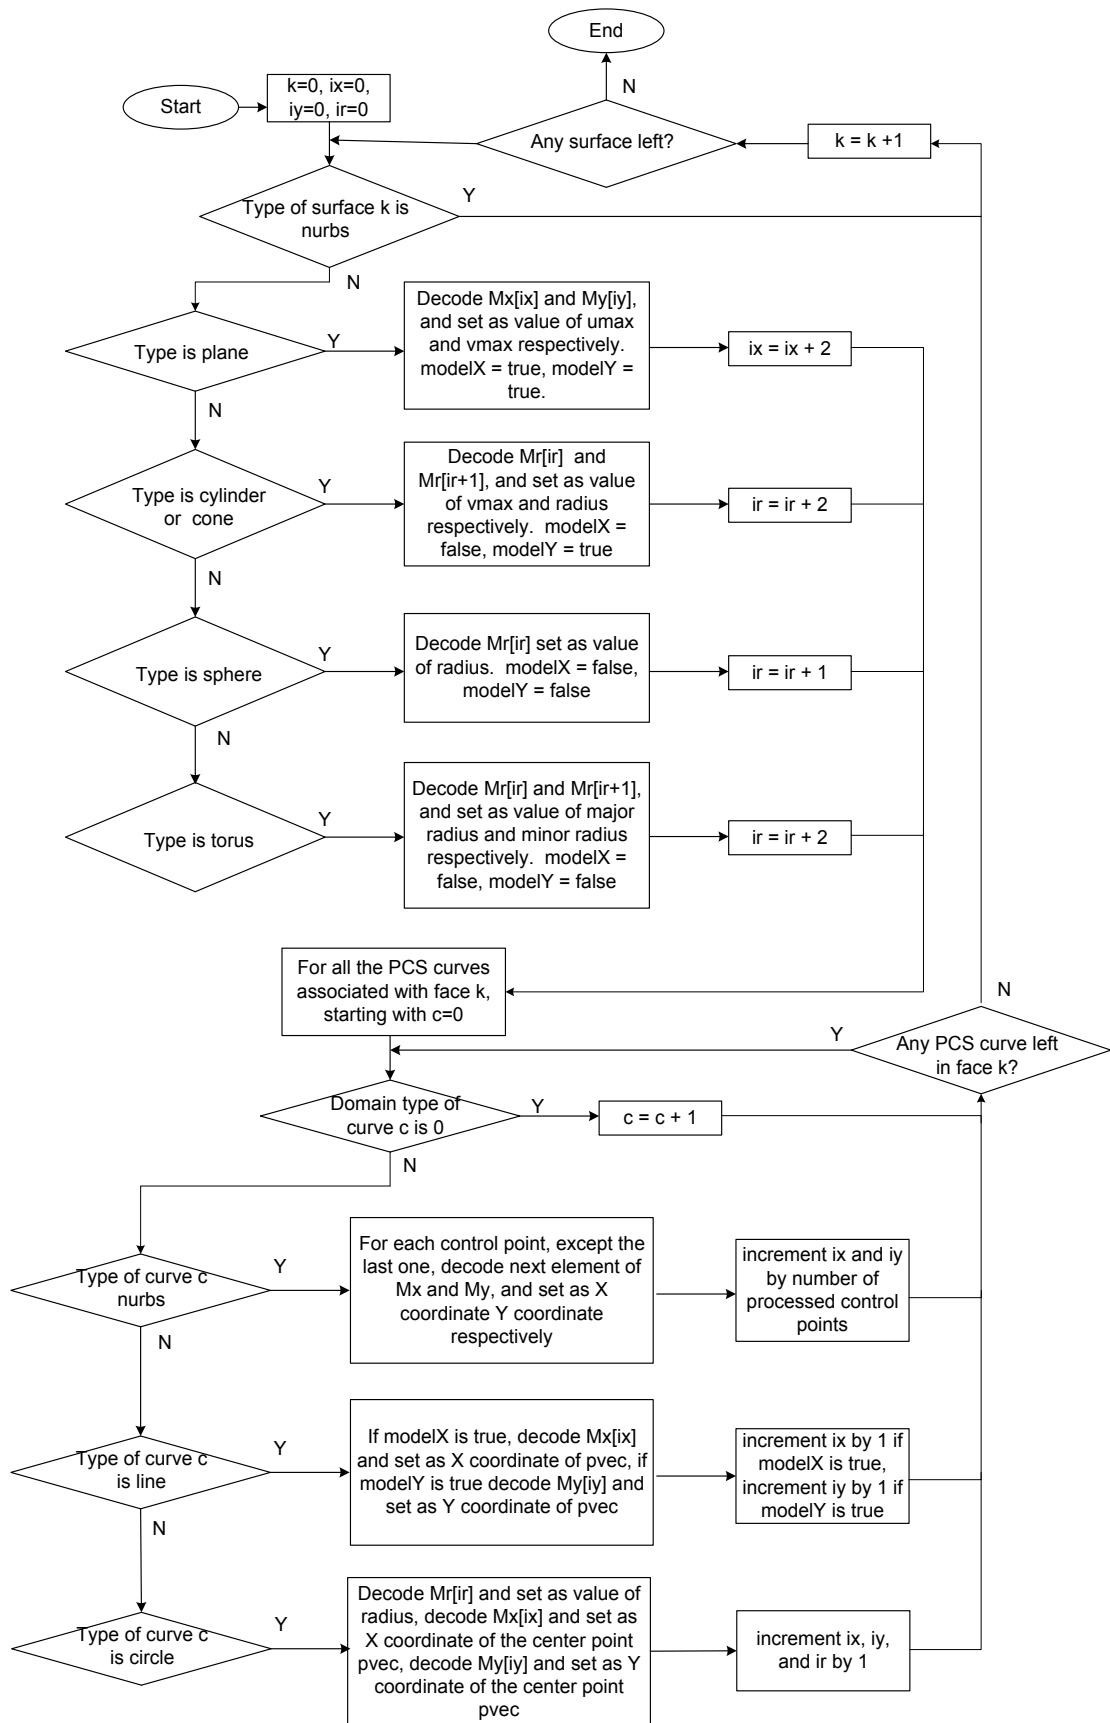 End
k=0, ix=0,
iy=0, ir=0
Start
N
Any surface left?
k = k +1
Type of surface k is
nurbs
Y
N
Decode Mx[ix] and My[iy],
and set as value of umax
and vmax respectively.
modelX = true, modelY =
true.
Type is plane
Y
ix = ix + 2
N
Decode Mr[ir]  and
Mr[ir+1], and set as value
of vmax and radius
respectively.  modelX =
false, modelY = true
Type is cylinder
or  cone
Y
ir = ir + 2
N
Decode Mr[ir] set as value
of radius.  modelX = false,
modelY = false
Type is sphere
Y
ir = ir + 1
N
Decode Mr[ir] and Mr[ir+1],
and set as value of major
radius and minor radius
respectively.  modelX =
false, modelY = false
Type is torus
Y
ir = ir + 2
For all the PCS curves
associated with face k,
starting with c=0
N
Y
Any PCS curve left
in face k?
Domain type of
curve c is 0
Y
c = c + 1
N
Type of curve c
nurbs
Y
For each control point, except the
last one, decode next element of
Mx and My, and set as X
coordinate Y coordinate
respectively
increment ix and iy
by number of
processed control
points
N
Type of curve c
is line
Y
If modelX is true, decode Mx[ix]
and set as X coordinate of pvec, if
modelY is true decode My[iy] and
set as Y coordinate of pvec
increment ix by 1 if
modelX is true,
increment iy by 1 if
modelY is true
N
Type of curve c
is circle
Y
Decode Mr[ir] and set as value of
radius, decode Mx[ix] and set as
X coordinate of the center point
pvec, decode My[iy] and set as Y
coordinate of the center point
pvec
increment ix, iy,
and ir by 1